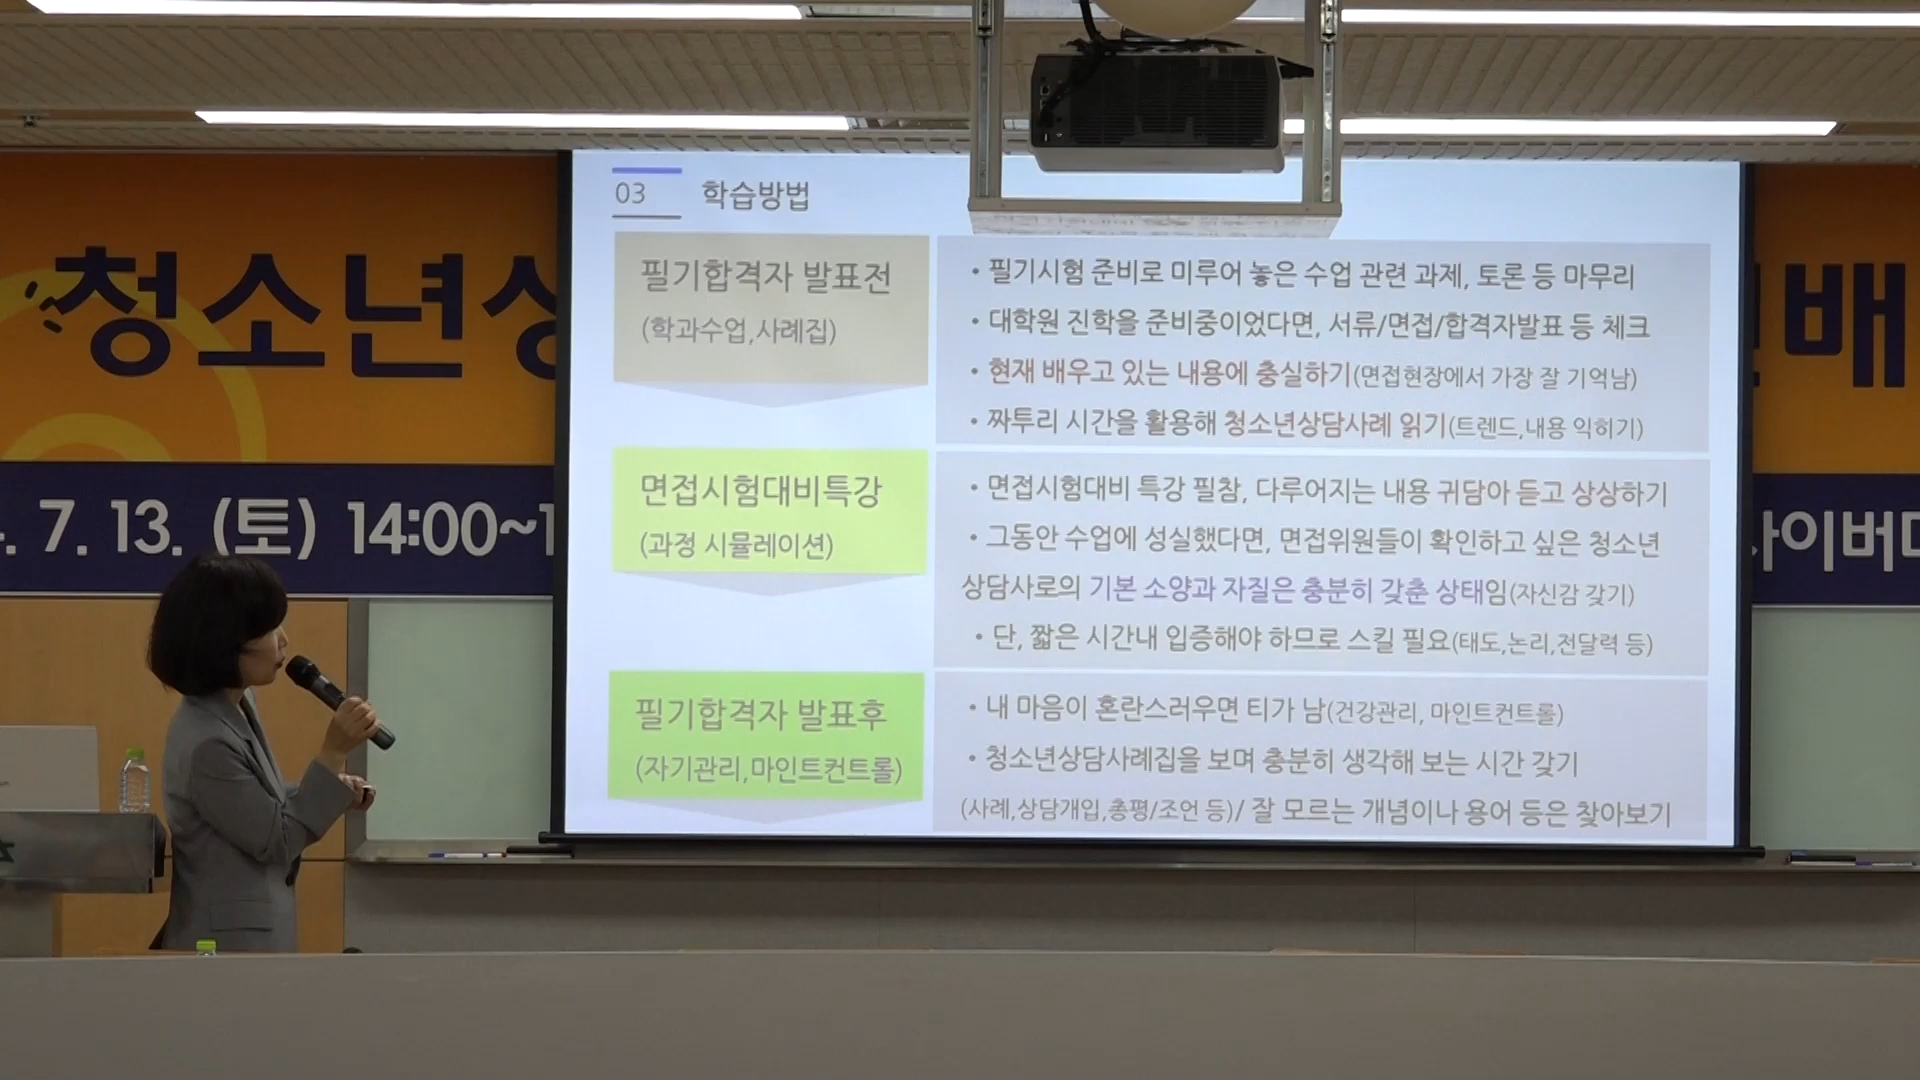 03 학습방법
필기합격자 발표전
(학과수업,사례집)
• 필기시험 준비로 미루어 놓은 수업 관련 과제, 토론 등 마무리
• 대학원 진학을 준비중이었다면, 서류/면접/합격자발표 등 체크
• 현재 배우고 있는 내용에 충실하기(면접현장에서 가장 잘 기억남)
• 짜투리 시간을 활용해 청소년상담사례 읽기(트렌드,내용 익히기)
면접시험대비특강
(과정 시뮬레이션)
• 면접시험대비 특강 필참, 다루어지는 내용 귀담아 듣고 상상하기
• 그동안 수업에 성실했다면, 면접위원들이 확인하고 싶은 청소년
상담사로의 기본 소양과 자질은 충분히 갖춘 상태임(자신감 갖기)
• 단, 짧은 시간내 입증해야 하므로 스킬 필요(태도,논리,전달력 등)
필기합격자 발표후
(자기관리,마인트컨트롤)
• 내 마음이 혼란스러우면 티가 남(건강관리, 마인트컨트롤)
• 청소년상담사례집을 보며 충분히 생각해 보는 시간 갖기
(사례,상담개입,총평/조언 등)/ 잘 모르는 개념이나 용어 등은 찾아보기
청소년상
배
. 7. 13. (토) 14:00~1
사이버대